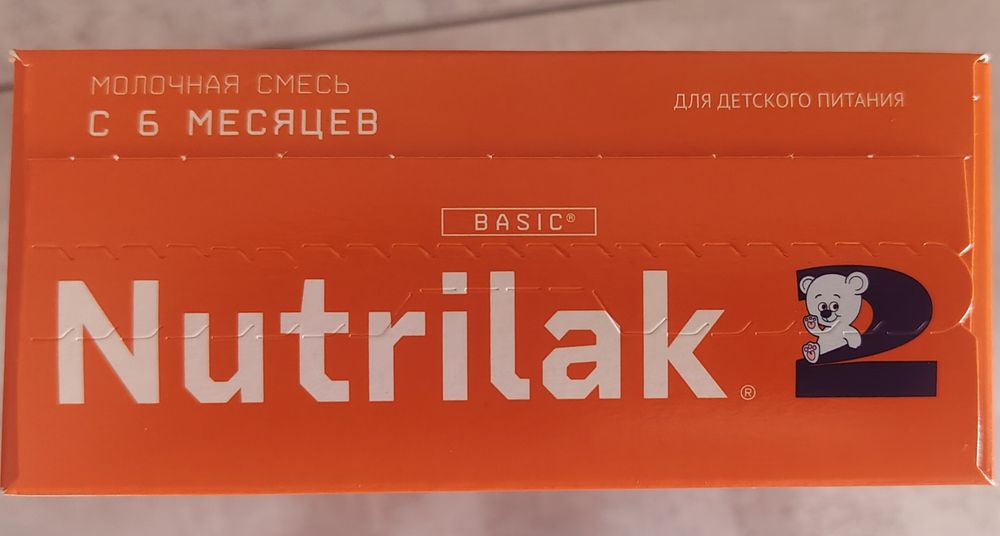 МОЛОЧНАЯ СМЕСЬ
С 6 МЕСЯЦЕВ
ДЛЯ ДЕТСКОГО ПИТАНИЯ
BASIC®
Nutrilak® 2